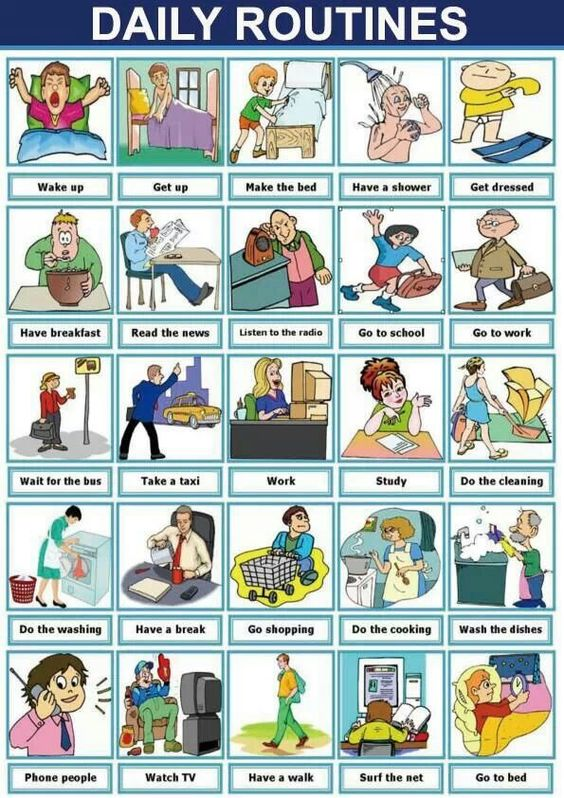 DAILY ROUTINES
Wake up
Get up
Make the bed
Have a shower
Get dressed
Have breakfast
Read the news
Listen to the radio
Go to school
Go to work
Wait for the bus
Take a taxi
Work
Study
Do the cleaning
Do the washing
Have a break
Go shopping
Do the cooking
Wash the dishes
Phone people
Watch TV
Have a walk
Surf the net
Go to bed